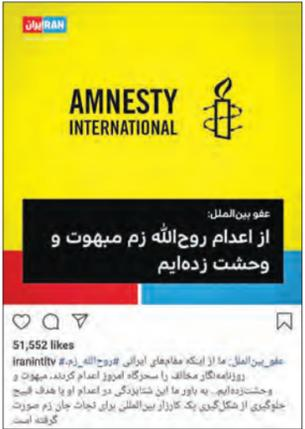 ایران IRAN
AMNESTY
INTERNATIONAL
عفو بین‌الملل:
از اعدام روح‌الله زم مبهوت و
وحشت زده‌ایم
51,552 likes
iranintltv عفو_بین‌الملل: ما از اینکه مقام‌های ایرانی #روح‌الله_زم،#
روزنامه‌نگار مخالف را سحرگاه امروز اعدام کردند، مبهوت و
وحشت‌زده‌ایم... به باور ما این شتابزدگی در اعدام او با هدف قبیح
جلوگیری از شکل‌گیری یک کارزار بین‌المللی برای نجات جان زم صورت
گرفته است.